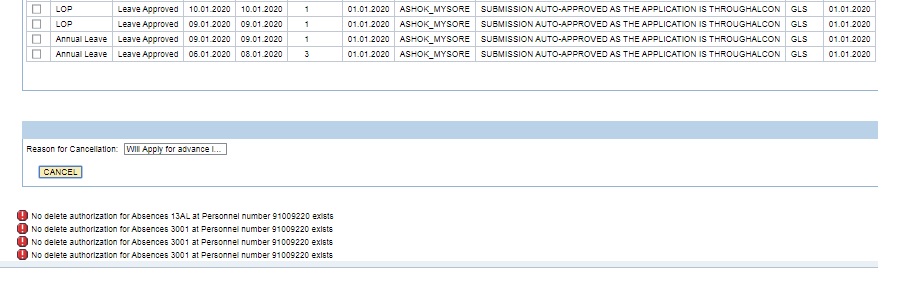 LOP Leave Approved 10.01.2020 10.01.2020 1 01.01.2020 ASHOK_MYSORE SUBMISSION AUTO-APPROVED AS THE APPLICATION IS THROUGHALCON GLS 01.01.2020
LOP Leave Approved 09.01.2020 09.01.2020 1 01.01.2020 ASHOK_MYSORE SUBMISSION AUTO-APPROVED AS THE APPLICATION IS THROUGHALCON GLS 01.01.2020
Annual Leave Leave Approved 09.01.2020 09.01.2020 1 01.01.2020 ASHOK_MYSORE SUBMISSION AUTO-APPROVED AS THE APPLICATION IS THROUGHALCON GLS 01.01.2020
Annual Leave Leave Approved 06.01.2020 08.01.2020 3 01.01.2020 ASHOK_MYSORE SUBMISSION AUTO-APPROVED AS THE APPLICATION IS THROUGHALCON GLS 01.01.2020
Reason for Cancellation: Will Apply for advance l...
CANCEL
No delete authorization for Absences 13AL at Personnel number 91009220 exists
No delete authorization for Absences 3001 at Personnel number 91009220 exists
No delete authorization for Absences 3001 at Personnel number 91009220 exists
No delete authorization for Absences 3001 at Personnel number 91009220 exists